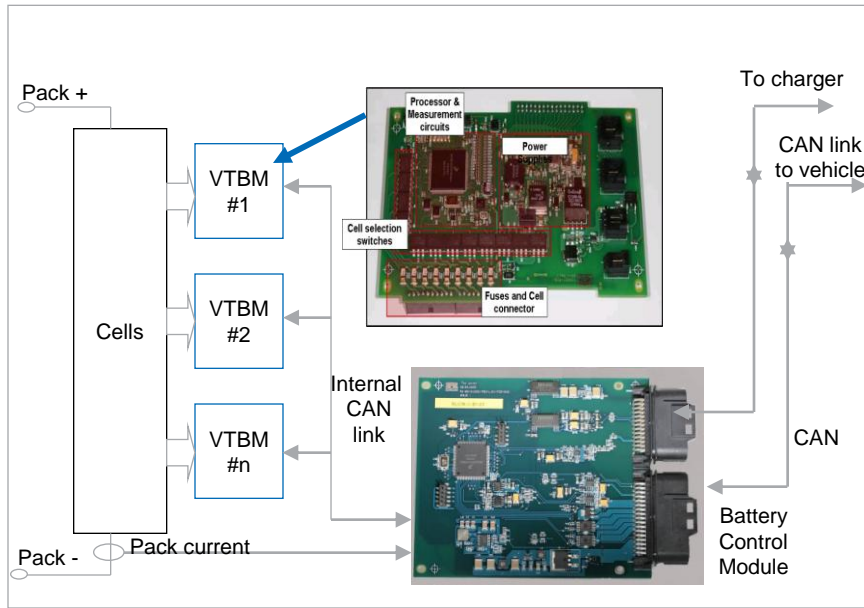 Pack +
Processor &
Measurement
circuits
Power
To charger
CAN link
to vehicle
VTBM
#1
Cell selection
switches
Fuses and Cell
connector
Cells
VTBM
#2
Internal
CAN
link
VTBM
#n
CAN
Battery
Control
Module
Pack current
Pack -